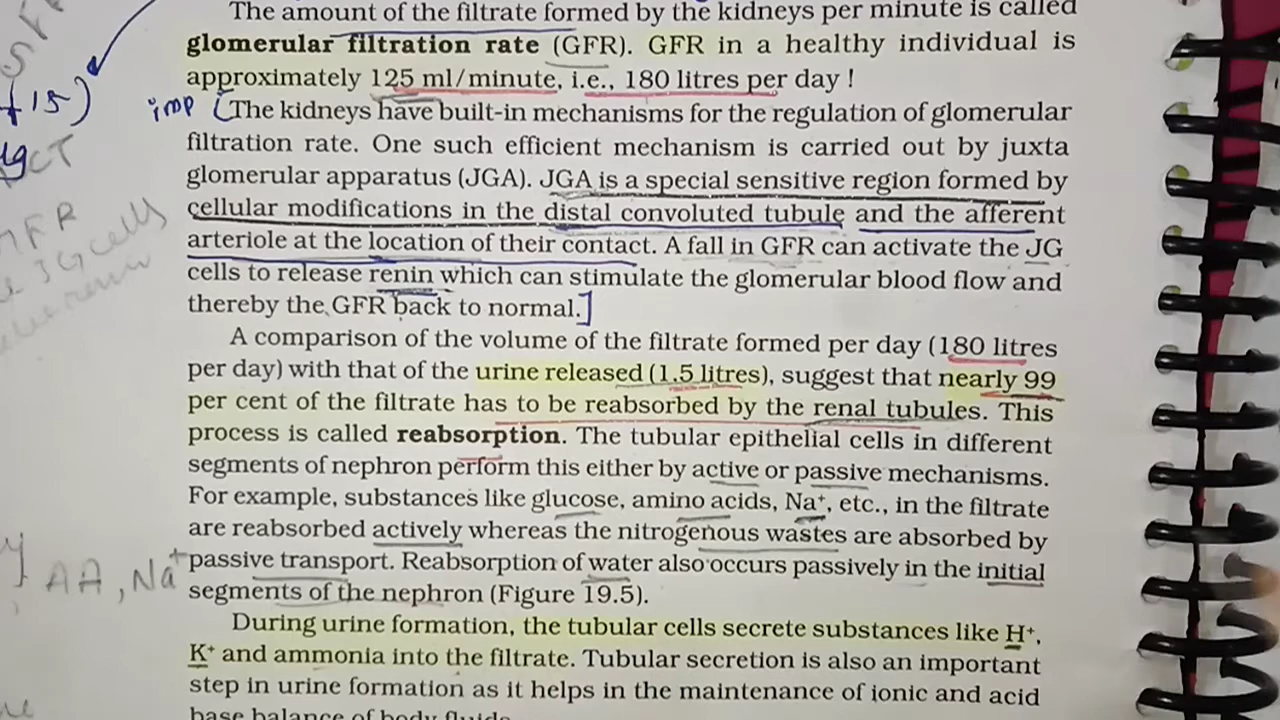 The amount of the filtrate formed by the kidneys per minute is called
glomerular filtration rate (GFR). GFR in a healthy individual is
approximately 125 ml/minute, i.e., 180 litres per day !
imp [The kidneys have built-in mechanisms for the regulation of glomerular
filtration rate. One such efficient mechanism is carried out by juxta
glomerular apparatus (JGA). JGA is a special sensitive region formed by
cellular modifications in the distal convoluted tubule and the afferent
arteriole at the location of their contact. A fall in GFR can activate the JG
cells to release renin which can stimulate the glomerular blood flow and
thereby the GFR back to normal.]
A comparison of the volume of the filtrate formed per day (180 litres
per day) with that of the urine released (1.5 litres), suggest that nearly 99
per cent of the filtrate has to be reabsorbed by the renal tubules. This
process is called reabsorption. The tubular epithelial cells in different
segments of nephron perform this either by active or passive mechanisms.
For example, substances like glucose, amino acids, Na⁺, etc., in the filtrate
are reabsorbed actively whereas the nitrogenous wastes are absorbed by
passive transport. Reabsorption of water also occurs passively in the initial
segments of the nephron (Figure 19.5).
During urine formation, the tubular cells secrete substances like H⁺,
K⁺ and ammonia into the filtrate. Tubular secretion is also an important
step in urine formation as it helps in the maintenance of ionic and acid
base balance of body fluids.
JG cells
AA, Na⁺